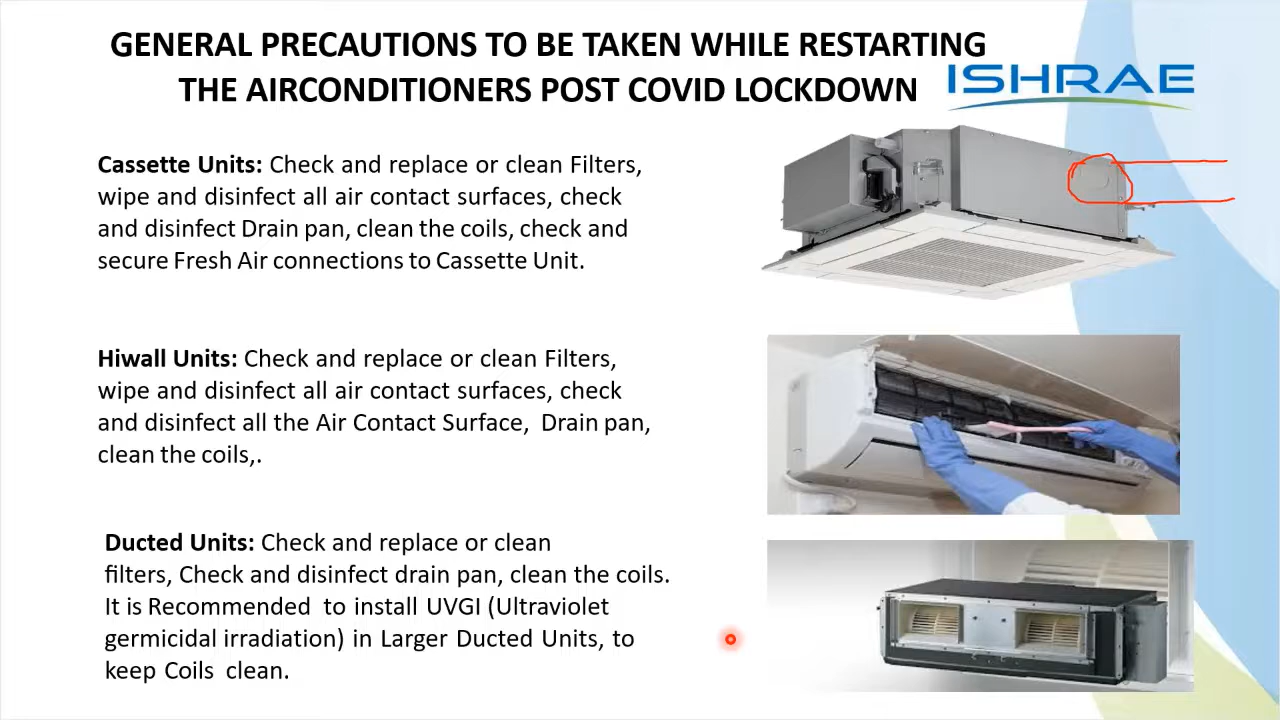 GENERAL PRECAUTIONS TO BE TAKEN WHILE RESTARTING
THE AIRCONDITIONERS POST COVID LOCKDOWN
ISHRAE
Cassette Units: Check and replace or clean Filters,
wipe and disinfect all air contact surfaces, check
and disinfect Drain pan, clean the coils, check and
secure Fresh Air connections to Cassette Unit.
Hiwall Units: Check and replace or clean Filters,
wipe and disinfect all air contact surfaces, check
and disinfect all the Air Contact Surface, Drain pan,
clean the coils,.
Ducted Units: Check and replace or clean
filters, Check and disinfect drain pan, clean the coils.
It is Recommended to install UVGI (Ultraviolet
germicidal irradiation) in Larger Ducted Units, to
keep Coils clean.